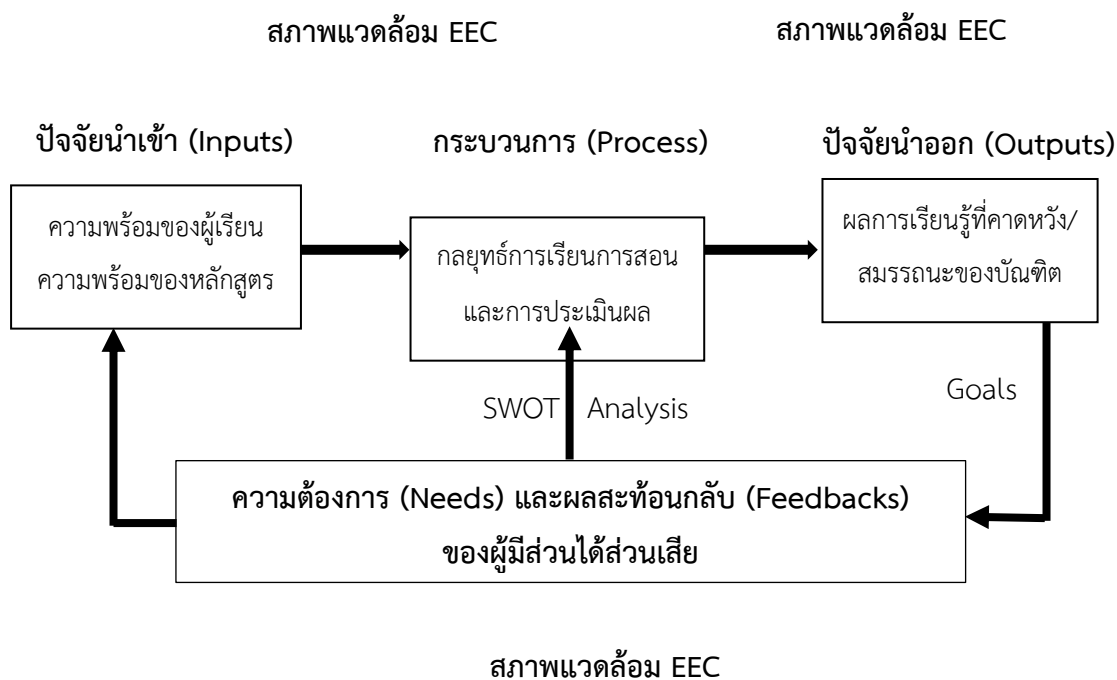 สภาพแวดล้อม EEC
สภาพแวดล้อม EEC
ปัจจัยนำเข้า (Inputs)
กระบวนการ (Process)
ปัจจัยนำออก (Outputs)
ความพร้อมของผู้เรียน
ความพร้อมของหลักสูตร
กลยุทธ์การเรียนการสอน
และการประเมินผล
ผลการเรียนรู้ที่คาดหวัง/
สมรรถนะของบัณฑิต
SWOT Analysis
Goals
ความต้องการ (Needs) และผลสะท้อนกลับ (Feedbacks)
ของผู้มีส่วนได้ส่วนเสีย
สภาพแวดล้อม EEC